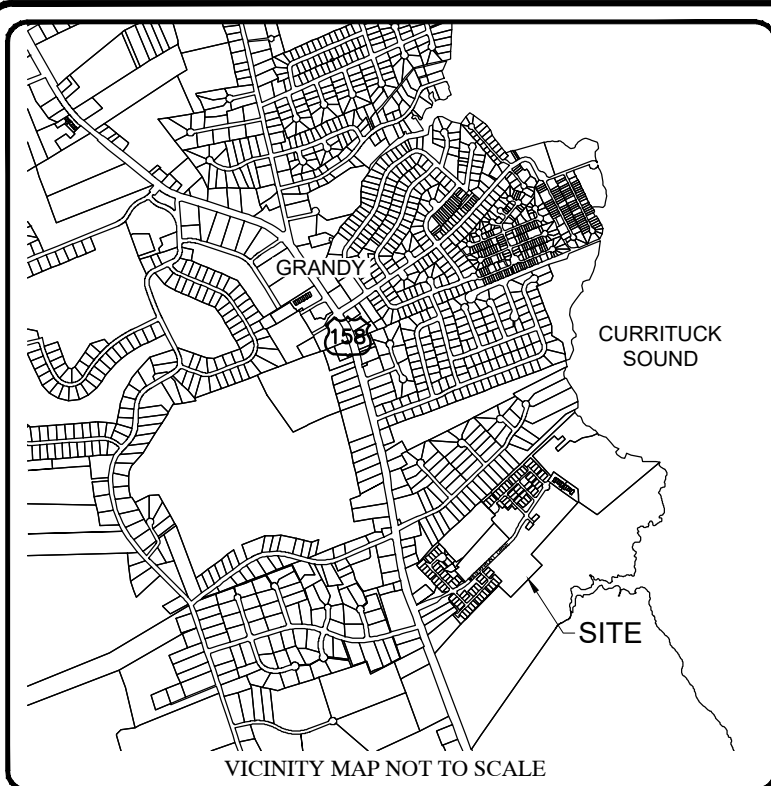 GRANDY
158
CURRITUCK
SOUND
SITE
VICINITY MAP NOT TO SCALE